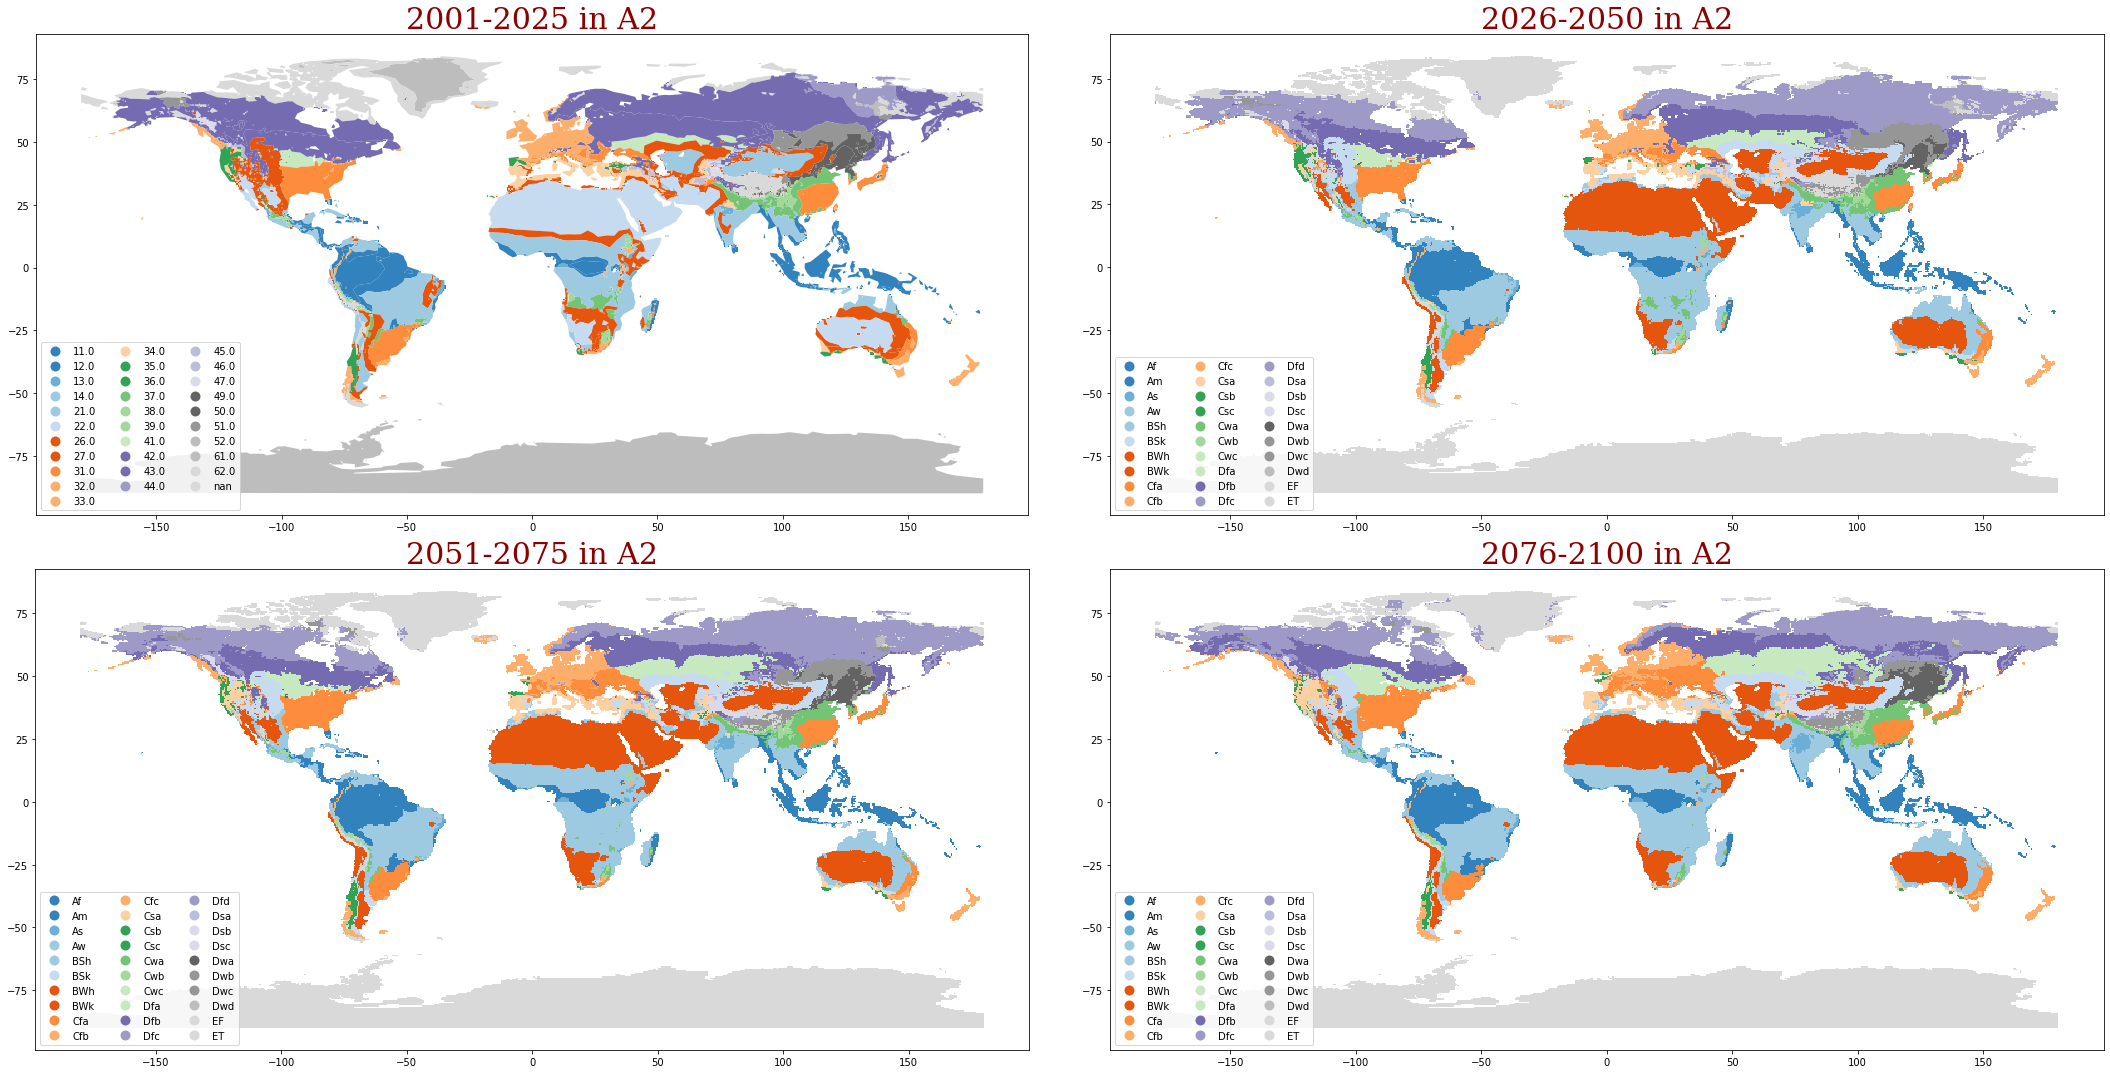 2001-2025 in A2
75
50
25
0
−25
−50
−75
11.0 34.0 45.0
12.0 35.0 46.0
13.0 36.0 47.0
14.0 37.0 49.0
21.0 38.0 50.0
22.0 39.0 51.0
26.0 41.0 52.0
27.0 42.0 61.0
31.0 43.0 62.0
32.0 44.0 nan
33.0
−150 −100 −50 0 50 100 150
2026-2050 in A2
75
50
25
0
−25
−50
−75
Af Cfc Dfd
Am Csa Dsa
As Csb Dsb
Aw Csc Dsc
BSh Cwa Dwa
BSk Cwb Dwb
BWh Cwc Dwc
BWk Dfa Dwd
Cfa Dfb EF
Cfb Dfc ET
−150 −100 −50 0 50 100 150
2051-2075 in A2
75
50
25
0
−25
−50
−75
Af Cfc Dfd
Am Csa Dsa
As Csb Dsb
Aw Csc Dsc
BSh Cwa Dwa
BSk Cwb Dwb
BWh Cwc Dwc
BWk Dfa Dwd
Cfa Dfb EF
Cfb Dfc ET
−150 −100 −50 0 50 100 150
2076-2100 in A2
75
50
25
0
−25
−50
−75
Af Cfc Dfd
Am Csa Dsa
As Csb Dsb
Aw Csc Dsc
BSh Cwa Dwa
BSk Cwb Dwb
BWh Cwc Dwc
BWk Dfa Dwd
Cfa Dfb EF
Cfb Dfc ET
−150 −100 −50 0 50 100 150